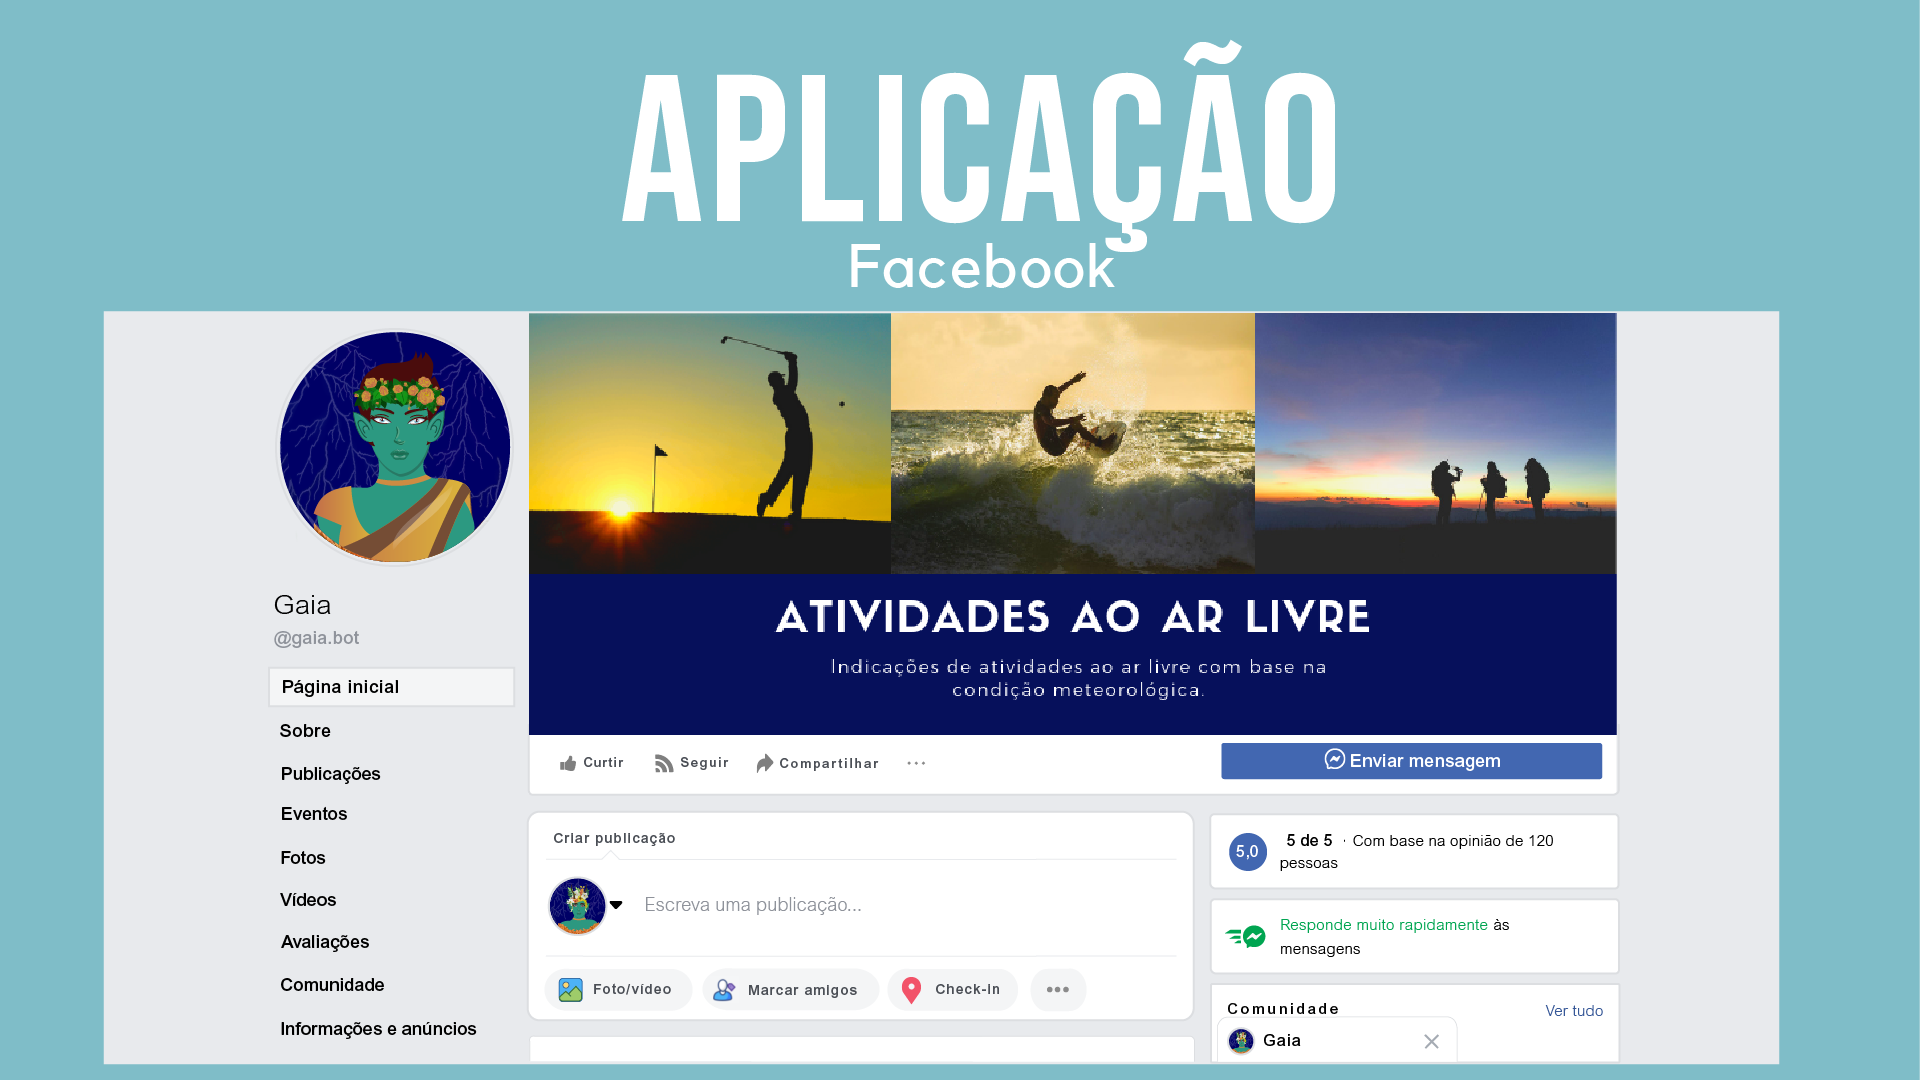 APLICAÇÃO
Facebook
Gaia
@gaia.bot
Página inicial
Sobre
Publicações
Eventos
Fotos
Vídeos
Avaliações
Comunidade
Informações e anúncios
ATIVIDADES AO AR LIVRE
Indicações de atividades ao ar livre com base na
condição meteorológica.
Curtir
Seguir
Compartilhar
Enviar mensagem
Criar publicação
Escreva uma publicação...
Foto/vídeo
Marcar amigos
Check-in
5,0
5 de 5 · Com base na opinião de 120
pessoas
Responde muito rapidamente às
mensagens
Comunidade
Ver tudo
Gaia